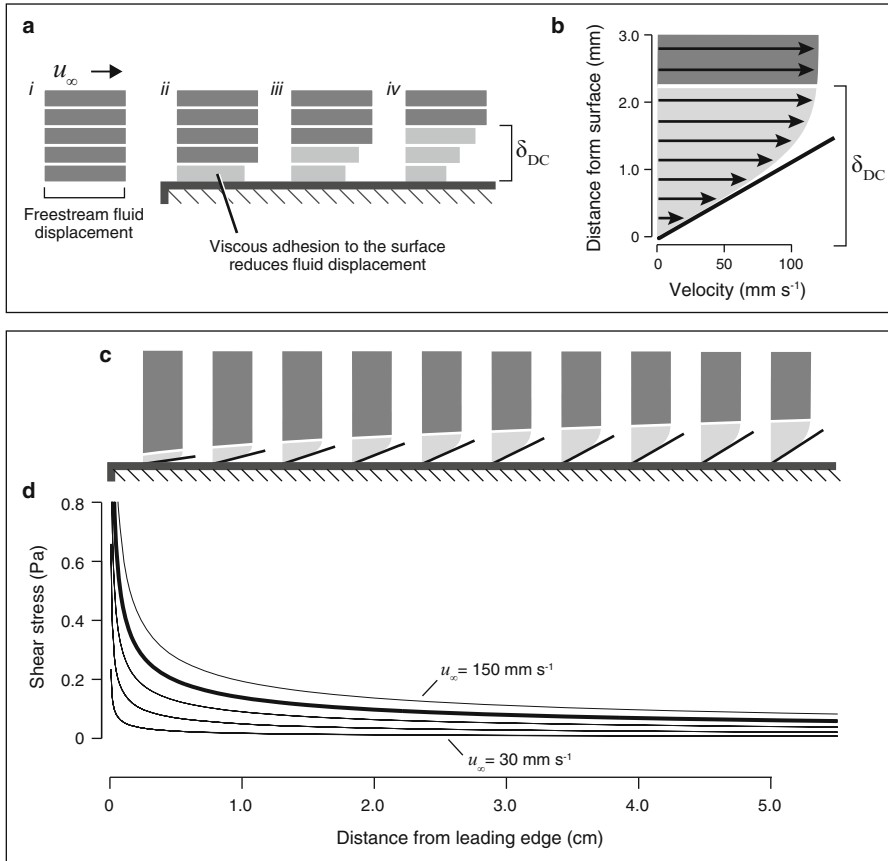 a
u∞
i
ii
iii
iv
δDC
Freestream fluid
displacement
Viscous adhesion to the surface
reduces fluid displacement
b
Distance form surface (mm)
3.0
2.0
1.0
0
0
50
100
Velocity (mm s-1)
δDC
c
d
Shear stress (Pa)
0.8
0.6
0.4
0.2
0
u∞= 150 mm s-1
u∞= 30 mm s-1
0
1.0
2.0
3.0
4.0
5.0
Distance from leading edge (cm)